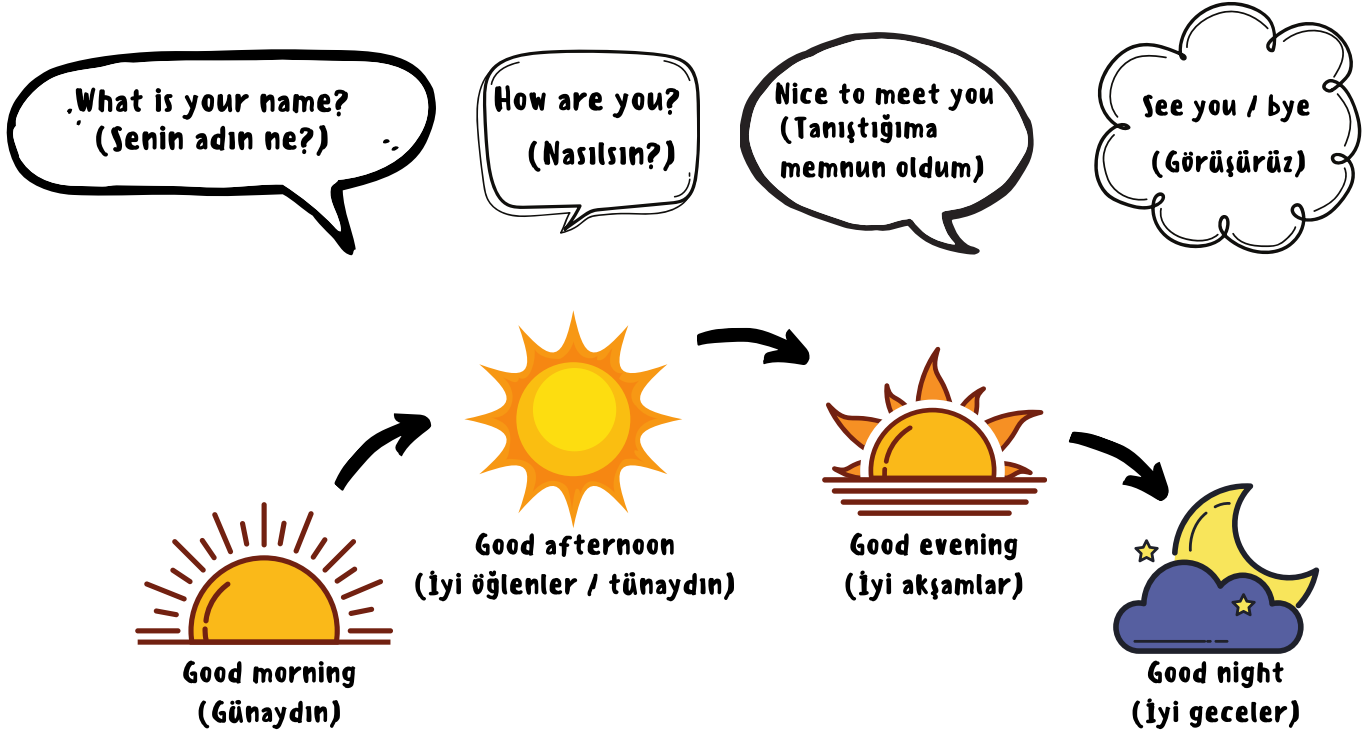 What is your name?
(Senin adın ne?)
How are you?
(Nasılsın?)
Nice to meet you
(Tanıştığıma
memnun oldum)
See you / bye
(Görüşürüz)
Good morning
(Günaydın)
Good afternoon
(İyi öğlenler / tünaydın)
Good evening
(İyi akşamlar)
Good night
(İyi geceler)